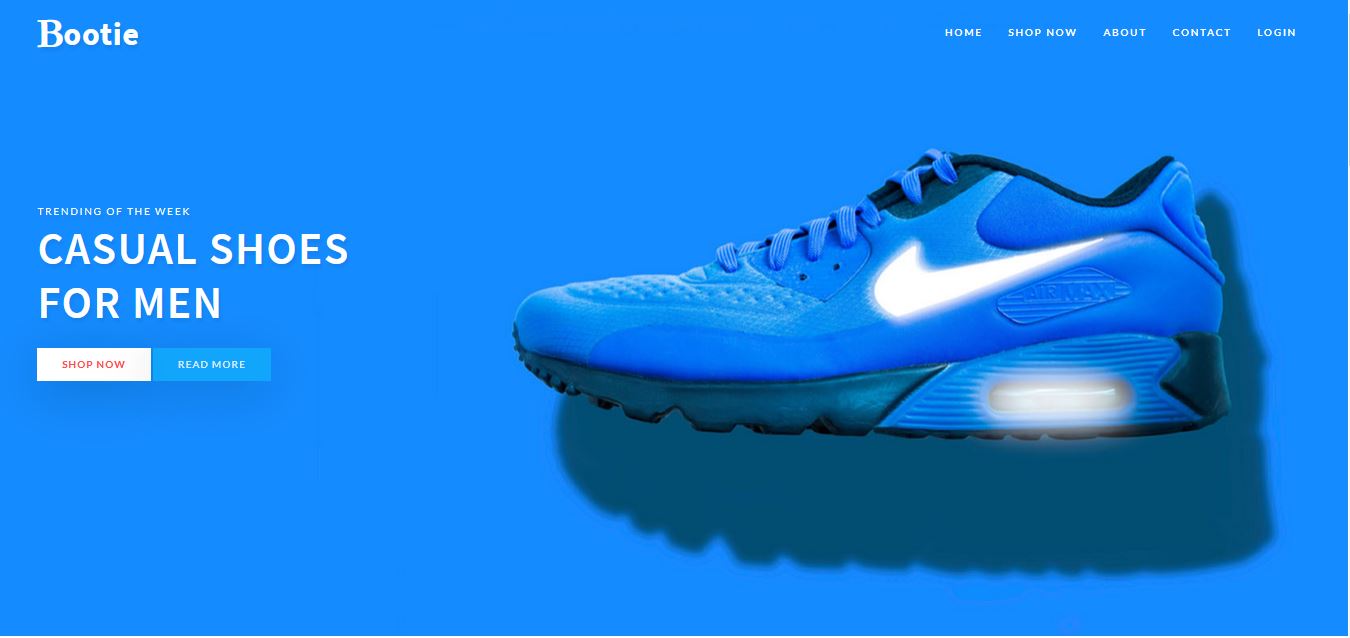 Bootie
HOME SHOP NOW ABOUT CONTACT LOGIN
TRENDING OF THE WEEK
CASUAL SHOES
FOR MEN
SHOP NOW READ MORE
AIR MAX